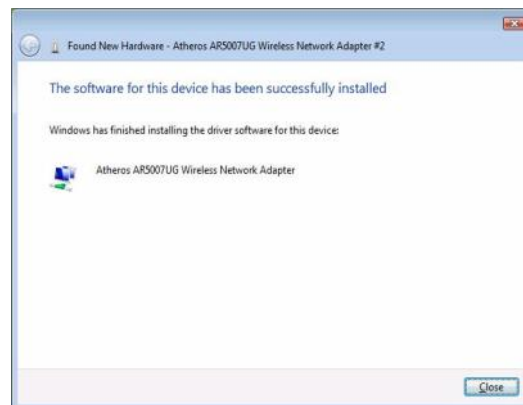 Found New Hardware - Atheros AR5007UG Wireless Network Adapter #2
The software for this device has been successfully installed
Windows has finished installing the driver software for this device:
Atheros AR5007UG Wireless Network Adapter
Close